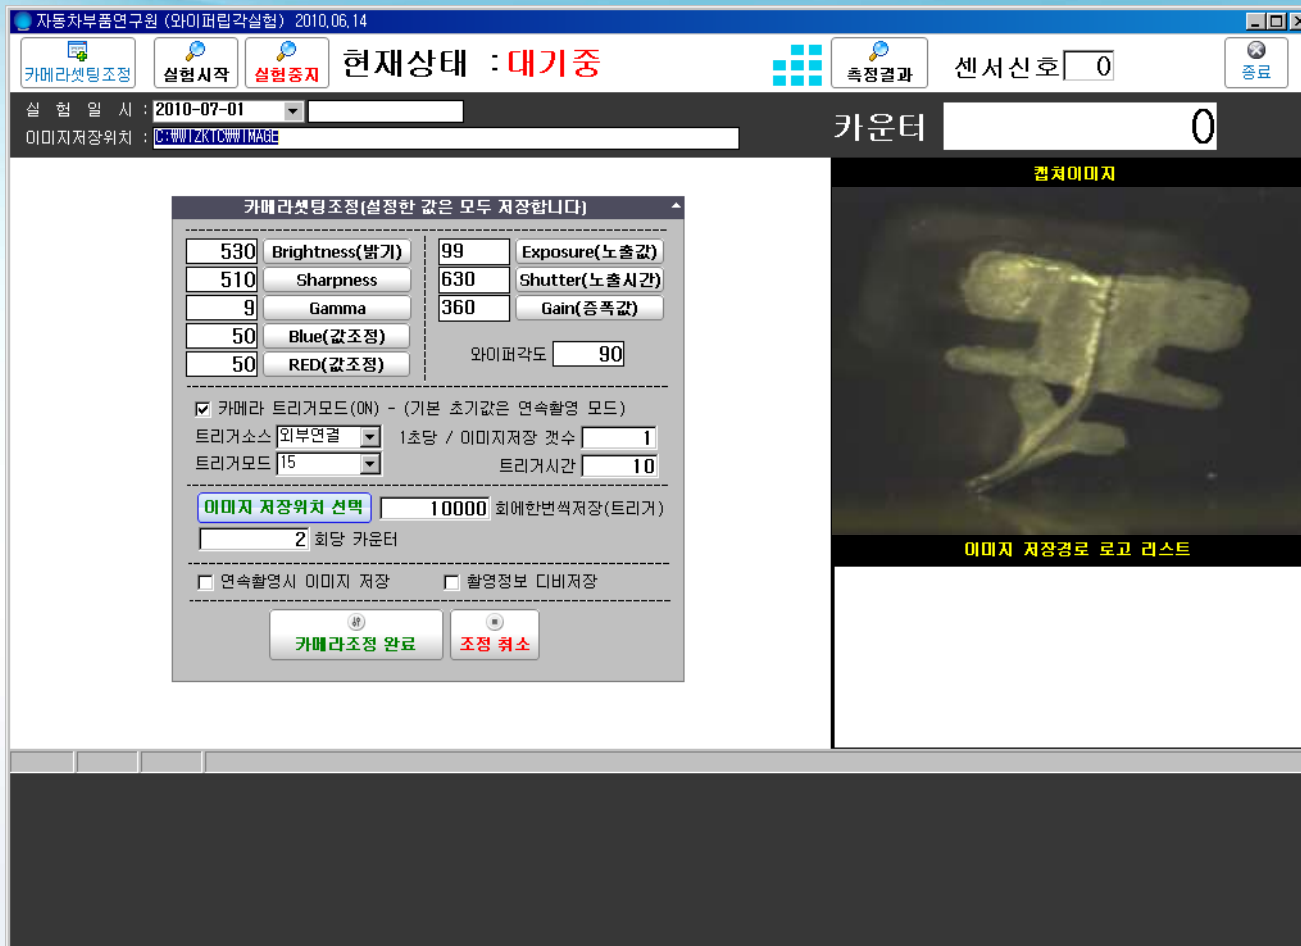 자동차부품연구원 (와이퍼립각실험) 2010,06,14
카메라셋팅조정 실험시작 실험중지 현재상태 : 대기중 측정결과 센서신호 0 종료
실 험 일 시 : 2010-07-01
이미지저장위치 : C:₩WIZKTC₩WIMAGE
카운터 0
캡쳐이미지
카메라셋팅조정(설정한 값은 모두 저장합니다)
530 Brightness(밝기) 99 Exposure(노출값)
510 Sharpness 630 Shutter(노출시간)
9 Gamma 360 Gain(증폭값)
50 Blue(값조정)
와이퍼각도 90
50 RED(값조정)
카메라 트리거모드(ON) - (기본 초기값은 연속촬영 모드)
트리거소스 외부연결 1초당 / 이미지저장 갯수 1
트리거모드 15 트리거시간 10
이미지 저장위치 선택 10000 회에한번씩저장(트리거)
2 회당 카운터
이미지 저장경로 로고 리스트
연속촬영시 이미지 저장 촬영정보 디비저장
카메라조정 완료 조정 취소